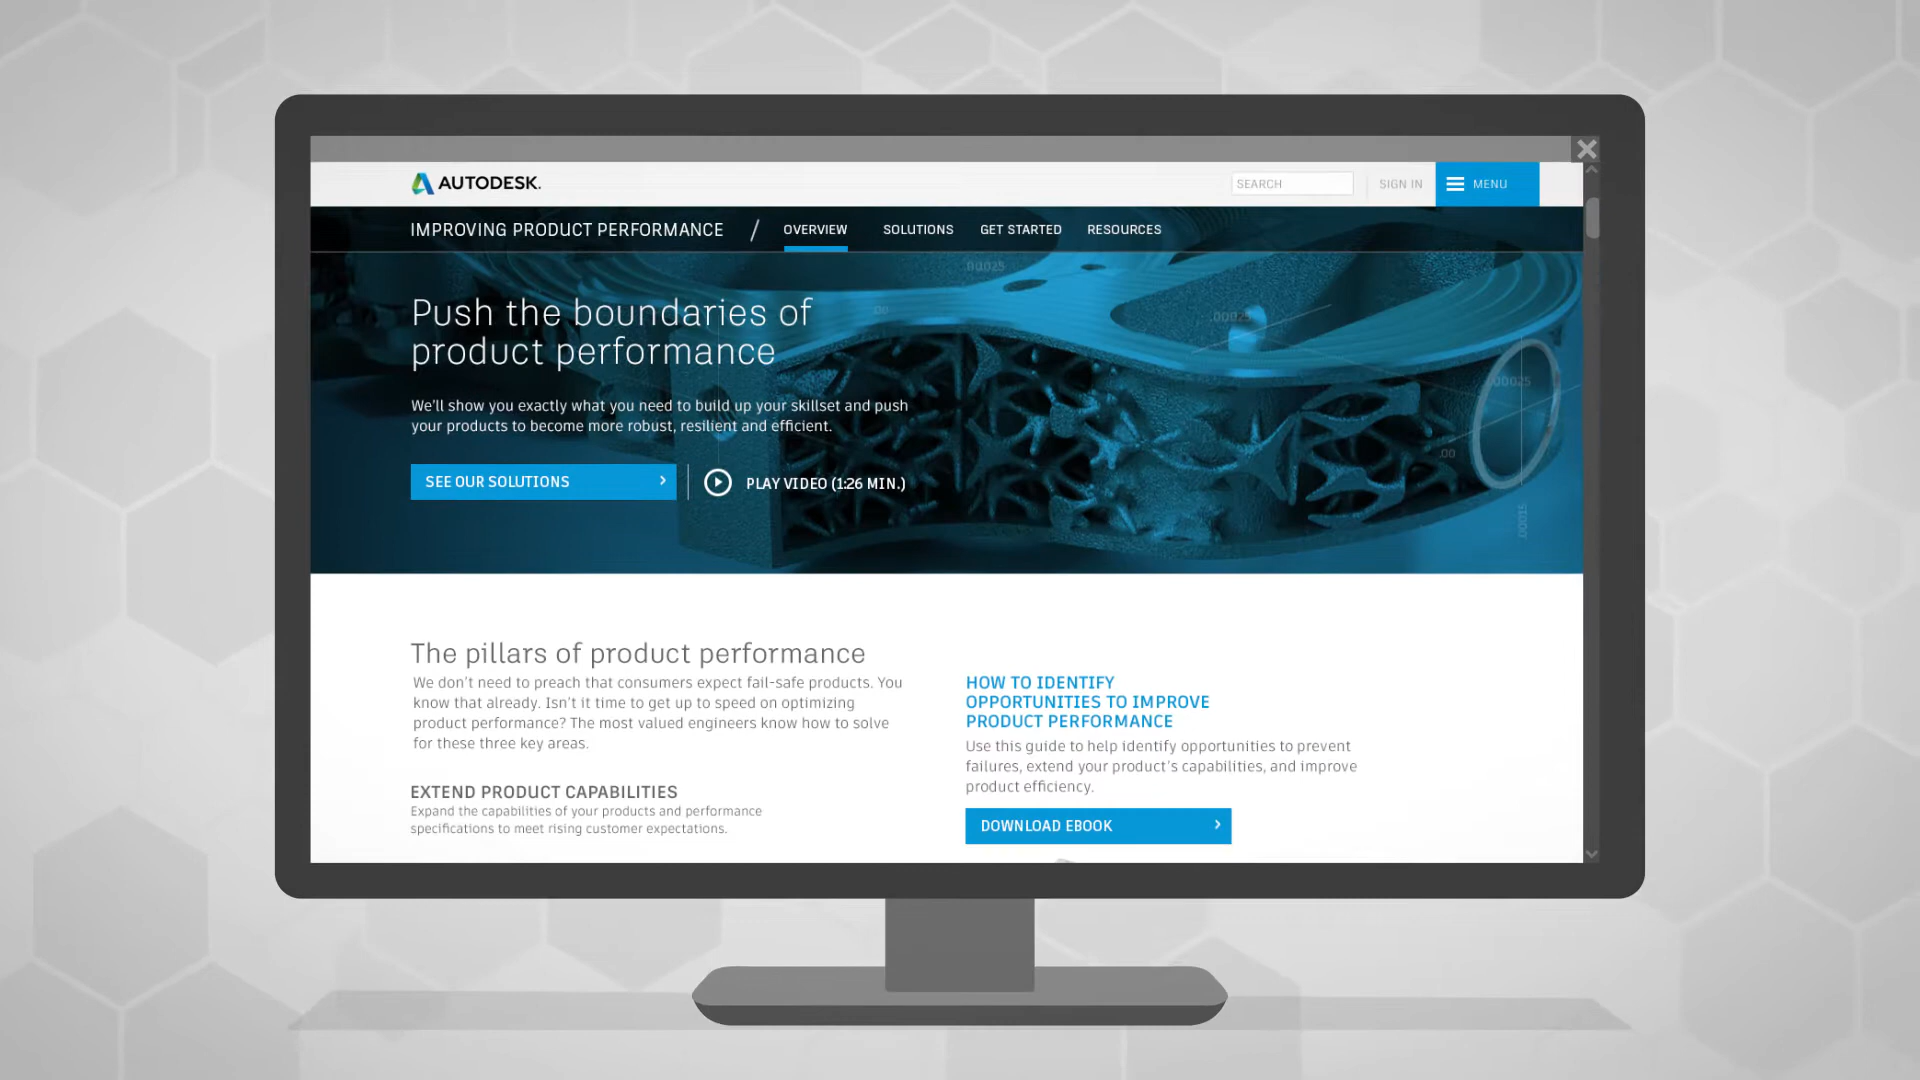 AUTODESK.
SEARCH
SIGN IN
MENU
IMPROVING PRODUCT PERFORMANCE / OVERVIEW SOLUTIONS GET STARTED RESOURCES
.00025
.00
.00025
.00025
.00
.00015
Push the boundaries of
product performance
We'll show you exactly what you need to build up your skillset and push
your products to become more robust, resilient and efficient.
SEE OUR SOLUTIONS
PLAY VIDEO (1:26 MIN.)
The pillars of product performance
We don't need to preach that consumers expect fail-safe products. You
know that already. Isn't it time to get up to speed on optimizing
product performance? The most valued engineers know how to solve
for these three key areas.
EXTEND PRODUCT CAPABILITIES
Expand the capabilities of your products and performance
specifications to meet rising customer expectations.
HOW TO IDENTIFY
OPPORTUNITIES TO IMPROVE
PRODUCT PERFORMANCE
Use this guide to help identify opportunities to prevent
failures, extend your product's capabilities, and improve
product efficiency.
DOWNLOAD EBOOK